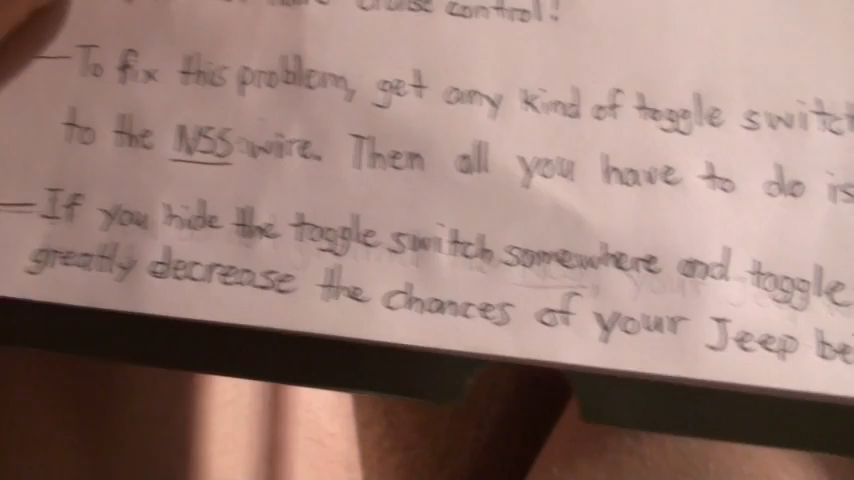 cruise control!
— To fix this problem, get any kind of toggle switch
to the NSS wire. Then all you have to do is
— If you hide the toggle switch somewhere and toggle
greatly decrease the chances of your Jeep be